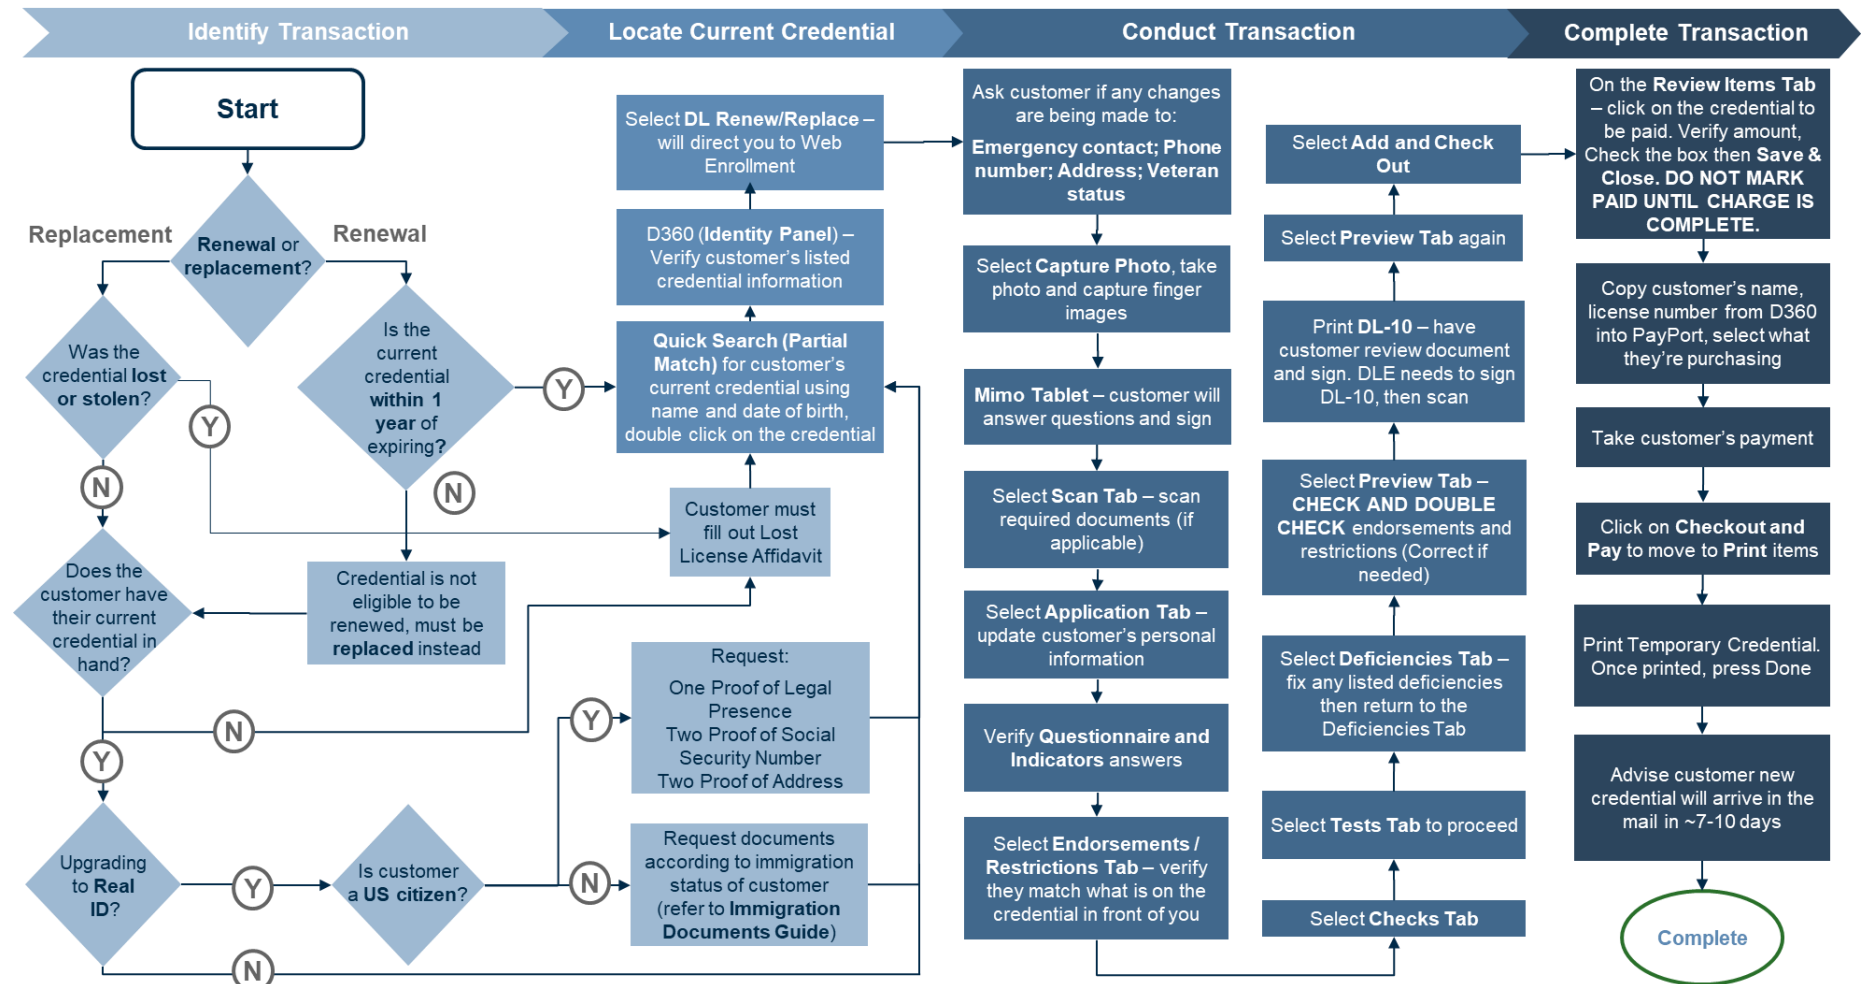 Identify Transaction
Locate Current Credential
Conduct Transaction
Complete Transaction
Start
Renewal or
replacement?
Replacement
Renewal
Was the
credential lost
or stolen?
Y
N
Is the
current
credential
within 1
year of
expiring?
Y
N
Does the
customer have
their current
credential in
hand?
Credential is not
eligible to be
renewed, must be
replaced instead
N
Y
Upgrading
to Real
ID?
Y
N
Is customer
a US citizen?
Y
N
Select DL Renew/Replace –
will direct you to Web
Enrollment
D360 (Identity Panel) –
Verify customer’s listed
credential information
Quick Search (Partial
Match) for customer’s
current credential using
name and date of birth,
double click on the credential
Customer must
fill out Lost
License Affidavit
Request:
One Proof of Legal
Presence
Two Proof of Social
Security Number
Two Proof of Address
Request documents
according to immigration
status of customer
(refer to Immigration
Documents Guide)
Ask customer if any changes
are being made to:
Emergency contact; Phone
number; Address; Veteran
status
Select Capture Photo, take
photo and capture finger
images
Mimo Tablet – customer will
answer questions and sign
Select Scan Tab – scan
required documents (if
applicable)
Select Application Tab –
update customer’s personal
information
Verify Questionnaire and
Indicators answers
Select Endorsements /
Restrictions Tab – verify
they match what is on the
credential in front of you
Select Add and Check
Out
Select Preview Tab again
Print DL-10 – have
customer review document
and sign. DLE needs to sign
DL-10, then scan
Select Preview Tab –
CHECK AND DOUBLE
CHECK endorsements and
restrictions (Correct if
needed)
Select Deficiencies Tab –
fix any listed deficiencies
then return to the
Deficiencies Tab
Select Tests Tab to proceed
Select Checks Tab
On the Review Items Tab
– click on the credential to
be paid. Verify amount,
Check the box then Save &
Close. DO NOT MARK
PAID UNTIL CHARGE IS
COMPLETE.
Copy customer’s name,
license number from D360
into PayPort, select what
they’re purchasing
Take customer’s payment
Click on Checkout and
Pay to move to Print items
Print Temporary Credential.
Once printed, press Done
Advise customer new
credential will arrive in the
mail in ~7-10 days
Complete